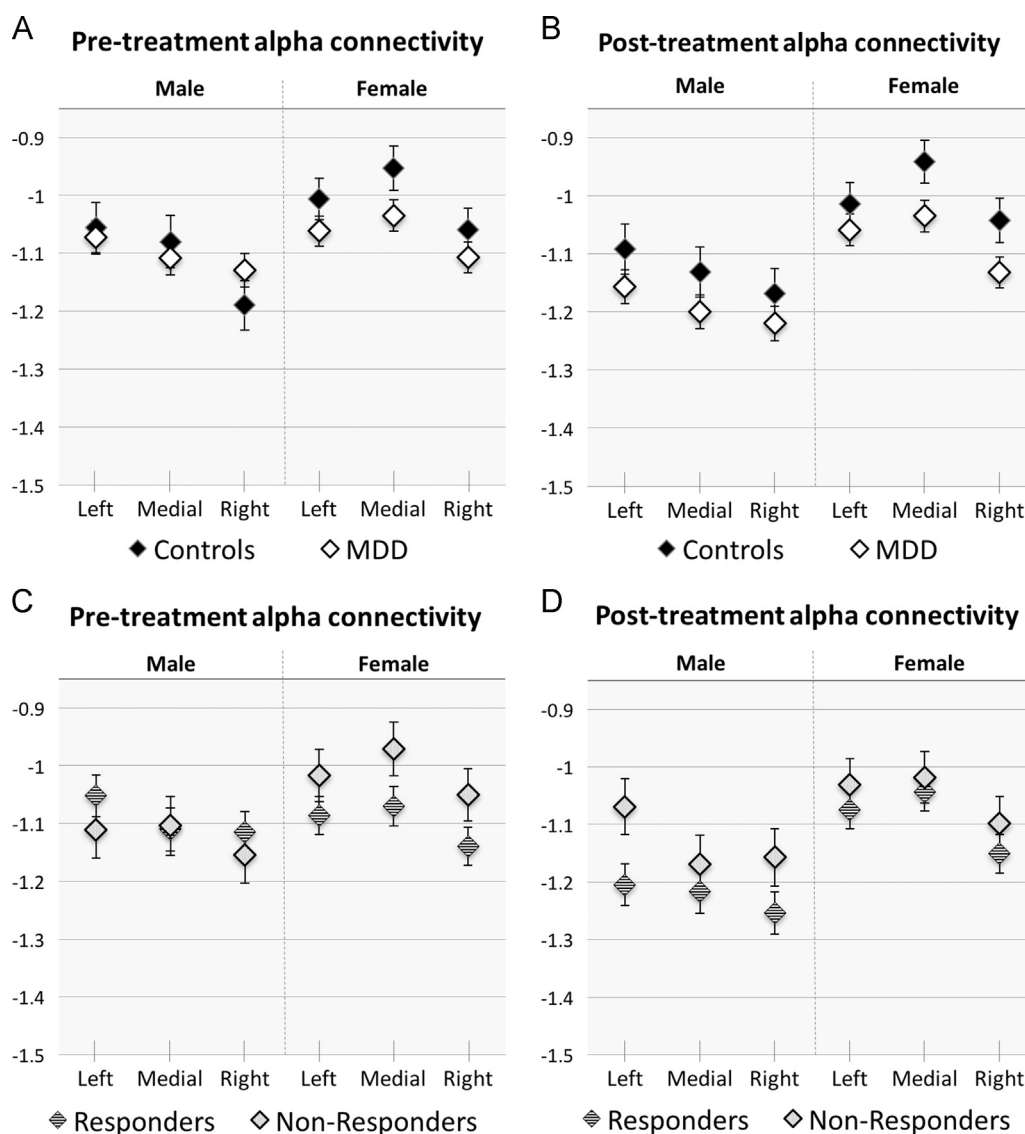 A
Pre-treatment alpha connectivity
Male Female
-0.9
-1
-1.1
-1.2
-1.3
-1.4
-1.5
Left Medial Right Left Medial Right
Controls MDD
B
Post-treatment alpha connectivity
Male Female
-0.9
-1
-1.1
-1.2
-1.3
-1.4
-1.5
Left Medial Right Left Medial Right
Controls MDD
C
Pre-treatment alpha connectivity
Male Female
-0.9
-1
-1.1
-1.2
-1.3
-1.4
-1.5
Left Medial Right Left Medial Right
Responders Non-Responders
D
Post-treatment alpha connectivity
Male Female
-0.9
-1
-1.1
-1.2
-1.3
-1.4
-1.5
Left Medial Right Left Medial Right
Responders Non-Responders